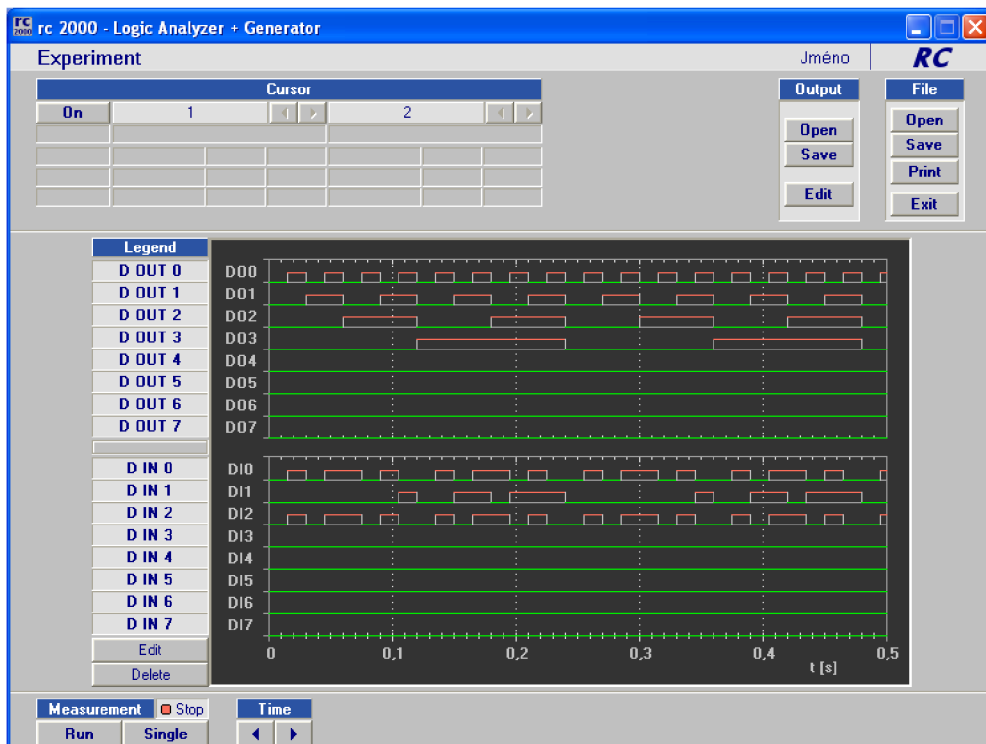 RC 2000 rc 2000 - Logic Analyzer + Generator
Experiment Jméno RC
Cursor
On 1 2
Output
Open
Save
Edit
File
Open
Save
Print
Exit
Legend
D OUT 0
D OUT 1
D OUT 2
D OUT 3
D OUT 4
D OUT 5
D OUT 6
D OUT 7
D IN 0
D IN 1
D IN 2
D IN 3
D IN 4
D IN 5
D IN 6
D IN 7
Edit
Delete
DO0
DO1
DO2
DO3
DO4
DO5
DO6
DO7
DI0
DI1
DI2
DI3
DI4
DI5
DI6
DI7
0 0,1 0,2 0,3 0,4 0,5
t [s]
Measurement Stop
Run Single
Time